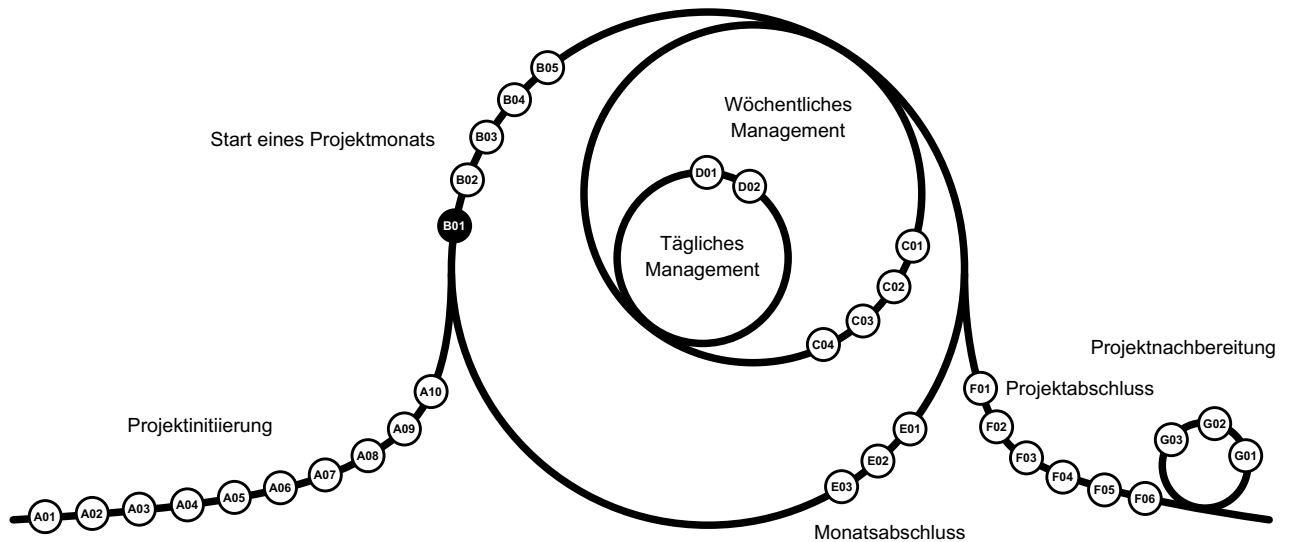 Start eines Projektmonats
B05
B04
B03
B02
B01
Wöchentliches
Management
D01
D02
Tägliches
Management
C01
C02
C03
C04
Projektinitiierung
A01
A02
A03
A04
A05
A06
A07
A08
A09
A10
E01
E02
E03
Monatsabschluss
Projektnachbereitung
Projektabschluss
F01
F02
F03
F04
F05
F06
G03
G02
G01